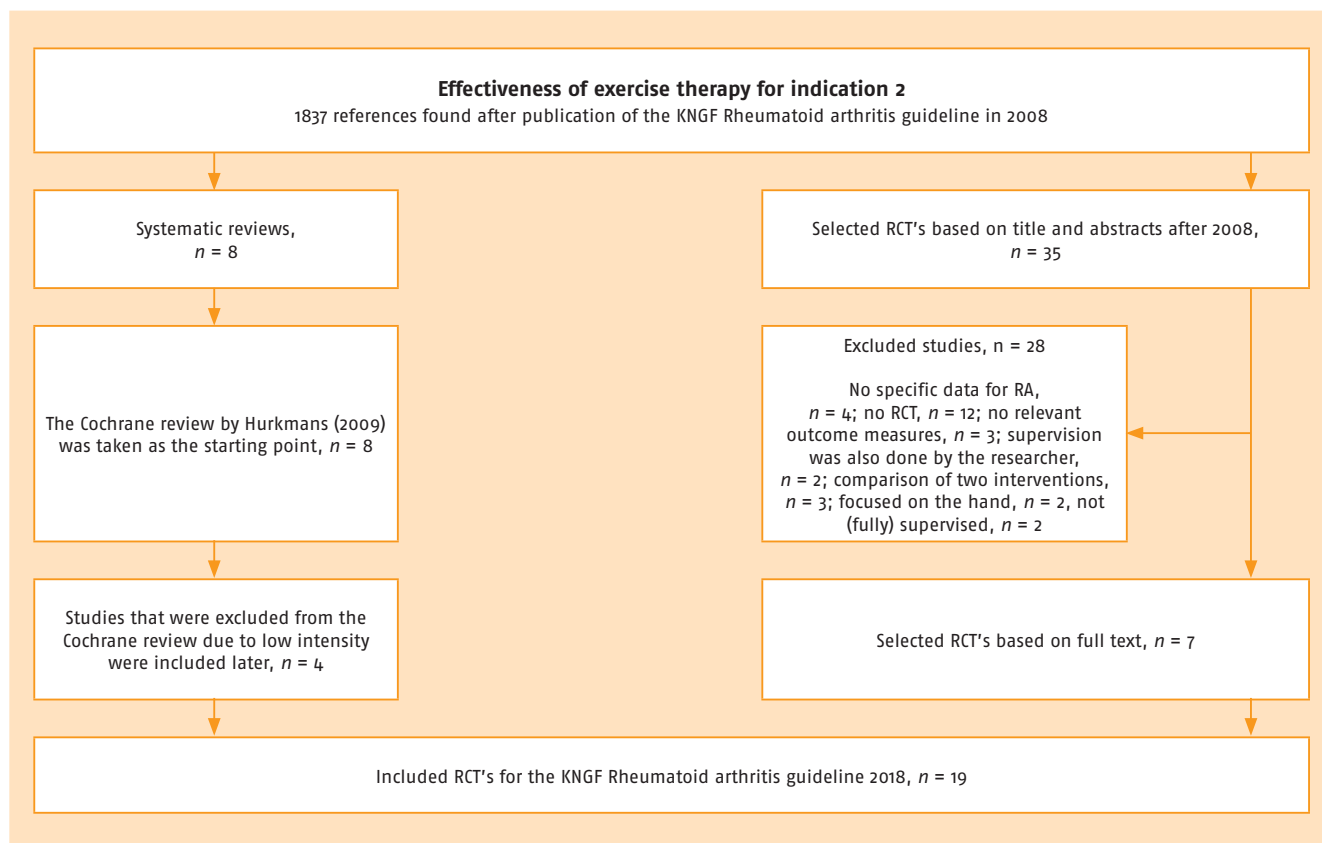 Effectiveness of exercise therapy for indication 2
1837 references found after publication of the KNGF Rheumatoid arthritis guideline in 2008
Systematic reviews,
n = 8
Selected RCT's based on title and abstracts after 2008,
n = 35
The Cochrane review by Hurkmans (2009)
was taken as the starting point, n = 8
Excluded studies, n = 28
No specific data for RA,
n = 4; no RCT, n = 12; no relevant
outcome measures, n = 3; supervision
was also done by the researcher,
n = 2; comparison of two interventions,
n = 3; focused on the hand, n = 2, not
(fully) supervised, n = 2
Studies that were excluded from the
Cochrane review due to low intensity
were included later, n = 4
Selected RCT's based on full text, n = 7
Included RCT's for the KNGF Rheumatoid arthritis guideline 2018, n = 19